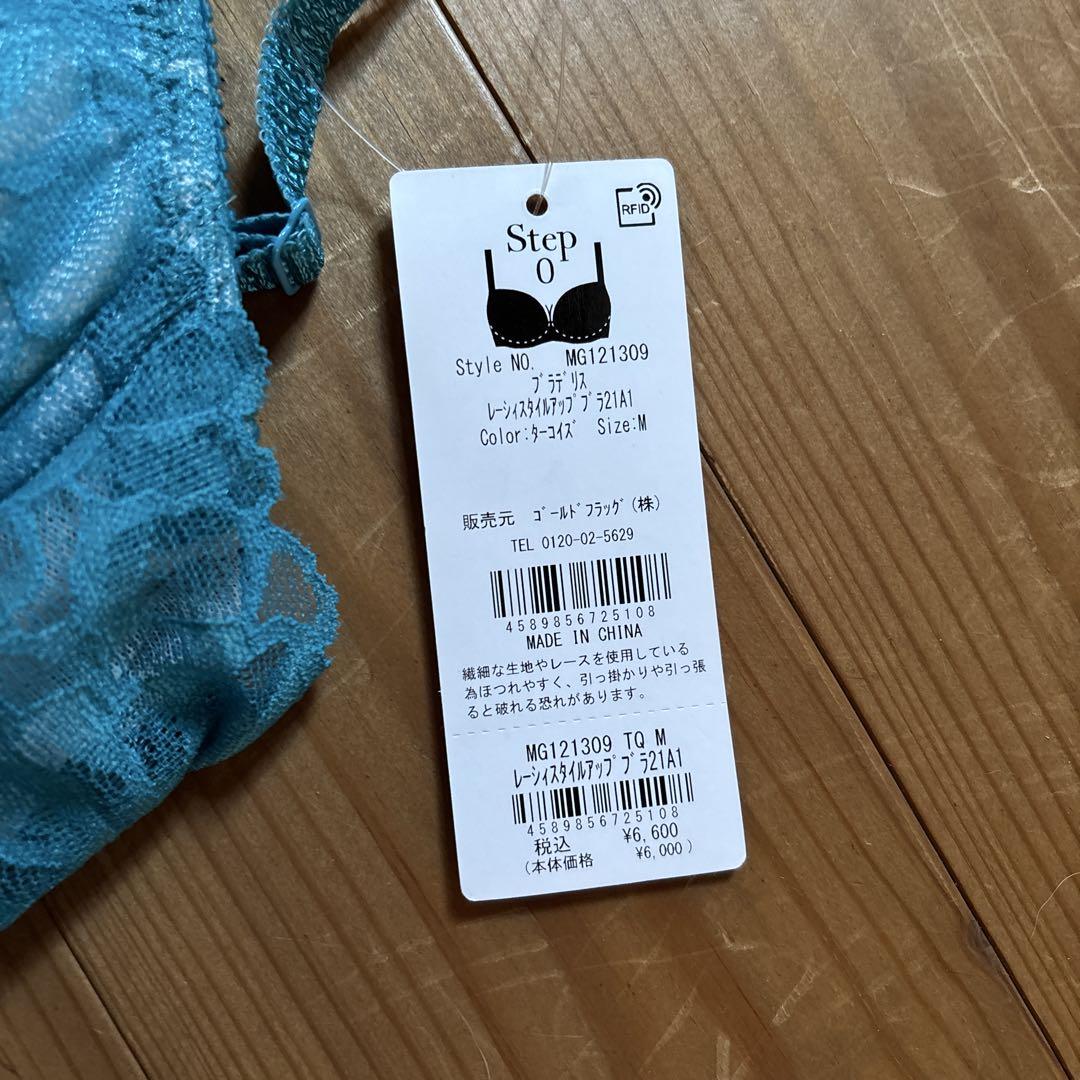 RFID
Step
0
Style NO. MG121309
ﾌﾞﾗﾃﾞﾘｽ
ﾚｰｼｨｽﾀｲﾙｱｯﾌﾟﾌﾞﾗ21A1
Color:ﾀｰｺｲｽﾞ Size:M
販売元 ｺﾞｰﾙﾄﾞﾌﾗｯｸﾞ(株)
TEL 0120-02-5629
4589856725108
MADE IN CHINA
繊細な生地やレースを使用している
為ほつれやすく、引っ掛かりや引っ張
ると破れる恐れがあります。
MG121309 TQ M
ﾚｰｼｨｽﾀｲﾙｱｯﾌﾟﾌﾞﾗ21A1
4589856725108
税込 ¥6,600
(本体価格 ¥6,000)